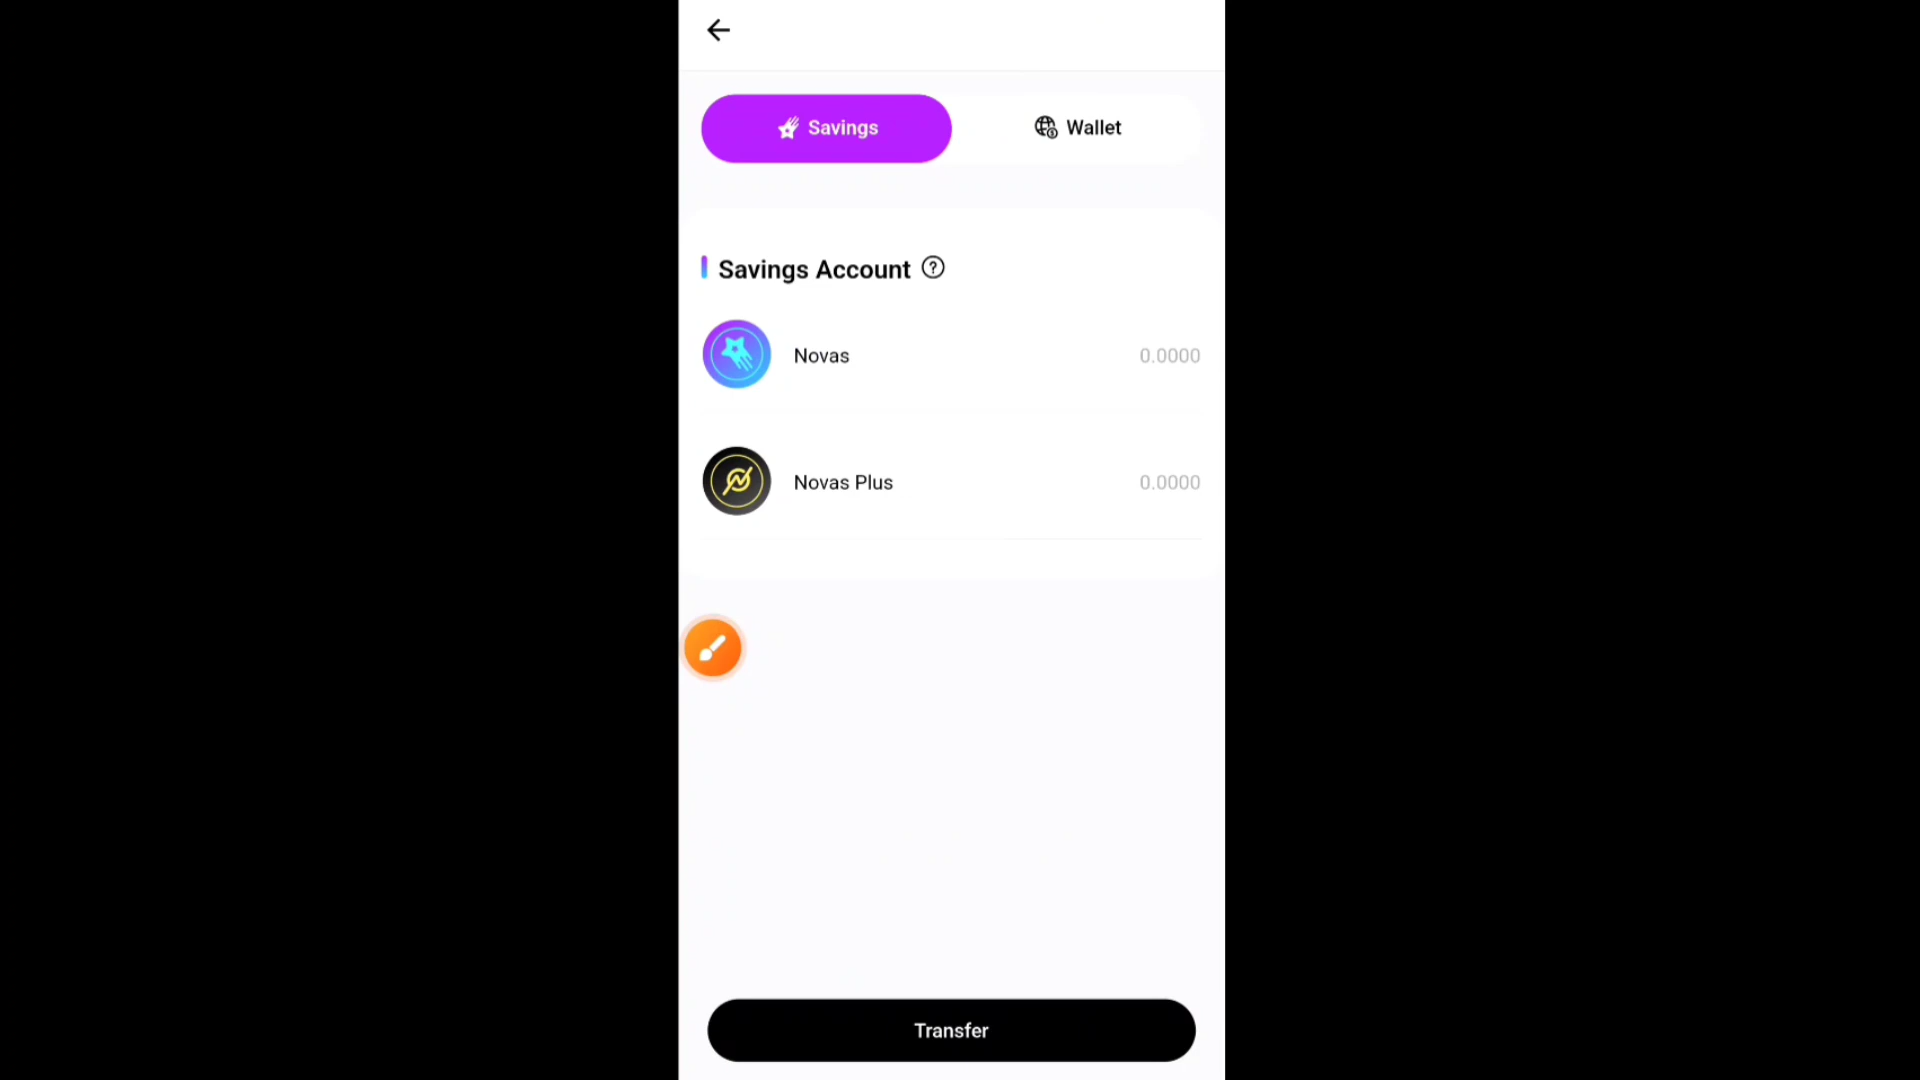 Savings
Wallet
Savings Account
Novas
0.0000
Novas Plus
0.0000
Transfer